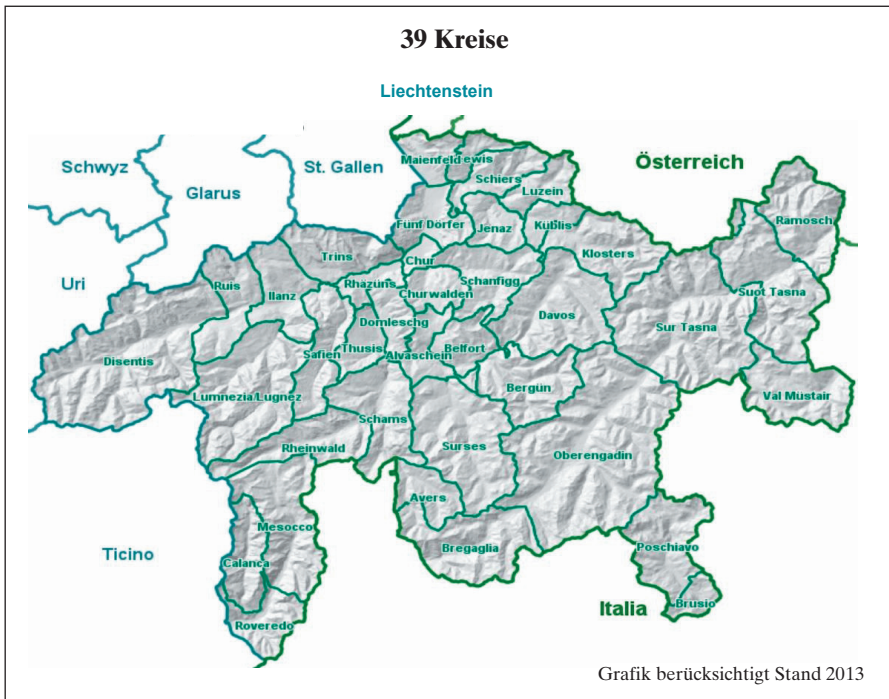 39 Kreise
Liechtenstein
Schwyz
Glarus
St. Gallen
Österreich
Uri
Ticino
Italia
Maienfeld
ewis
Schiers
Luzein
Fünf Dörfer
Jenaz
Küblis
Klosters
Ramosch
Trins
Chur
Schanfigg
Ruis
Ilanz
Rhäzüns
Churwalden
Davos
Suot Tasna
Sur Tasna
Domleschg
Disentis
Safien
Thusis
Alvaschein
Belfort
Bergün
Val Müstair
Lumnezia/Lugnez
Schams
Rheinwald
Surses
Oberengadin
Avers
Mesocco
Bregaglia
Poschiavo
Calanca
Brusio
Roveredo
Grafik berücksichtigt Stand 2013